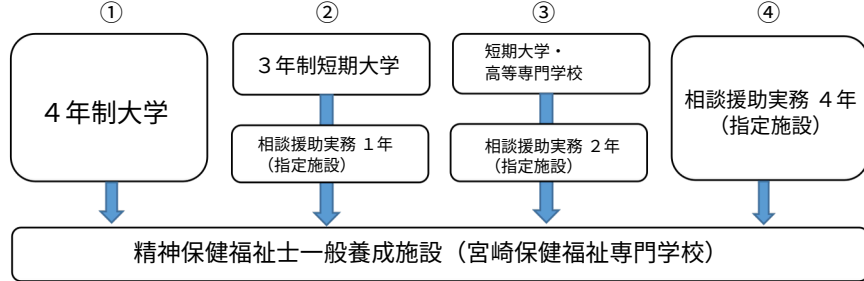 ①
４年制大学
②
３年制短期大学
相談援助実務 １年
（指定施設）
③
短期大学・
高等専門学校
相談援助実務 ２年
（指定施設）
④
相談援助実務 ４年
（指定施設）
精神保健福祉士一般養成施設（宮崎保健福祉専門学校）